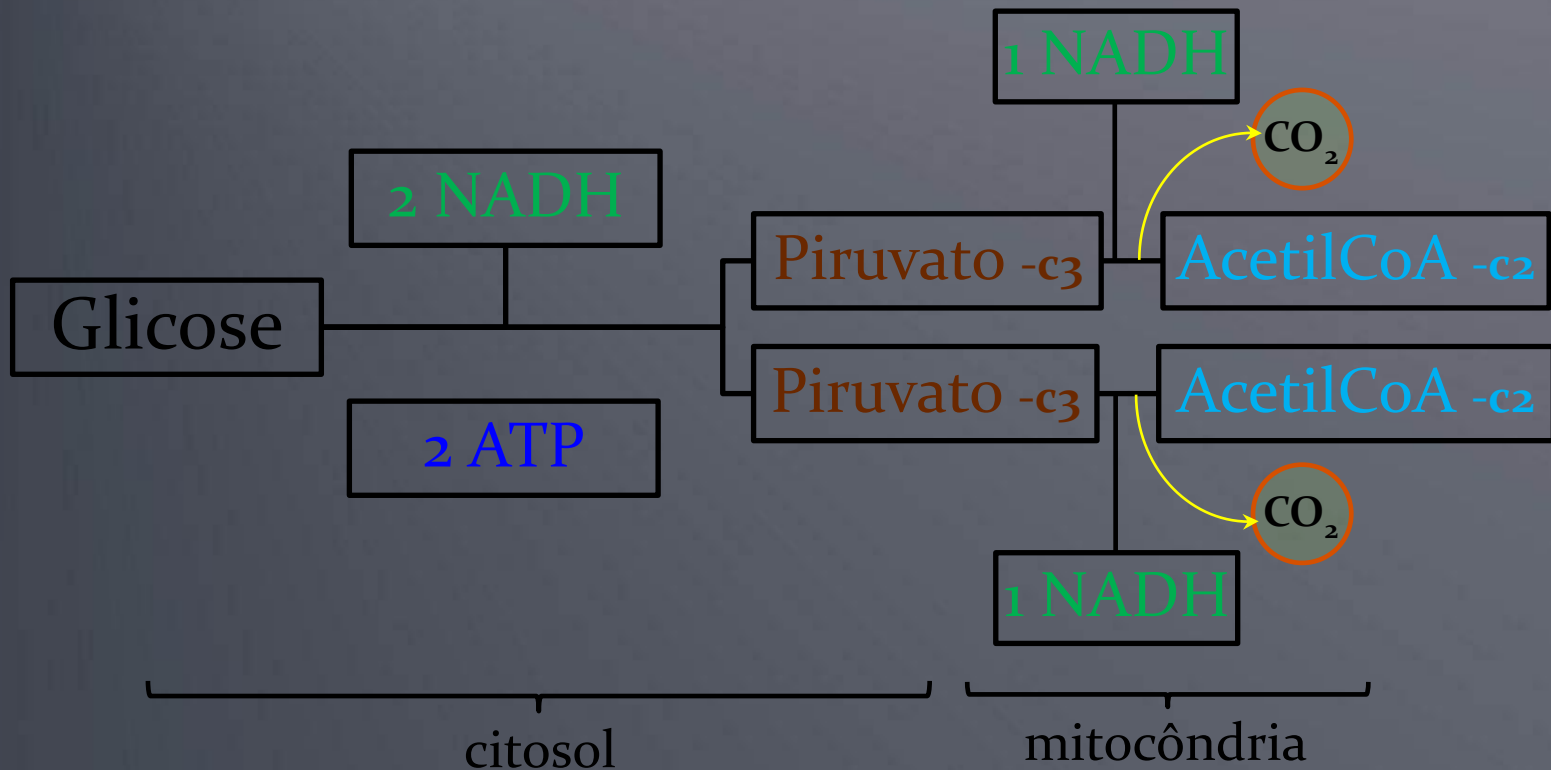 1 NADH
CO₂
2 NADH
Piruvato -c3
AcetilCoA -c2
Glicose
Piruvato -c3
AcetilCoA -c2
2 ATP
CO₂
1 NADH
citosol
mitocôndria